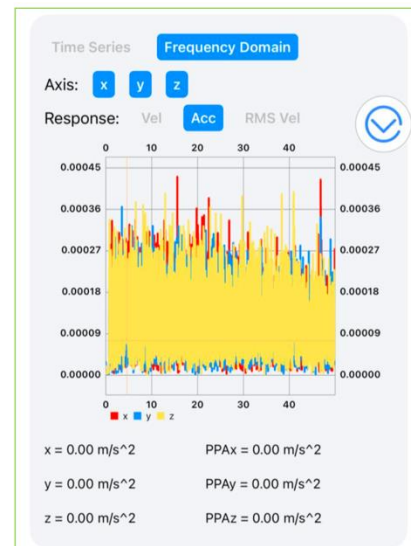 Time Series Frequency Domain
Axis: x y z
Response: Vel Acc RMS Vel
0 10 20 30 40
0.00045 0.00045
0.00036 0.00036
0.00027 0.00027
0.00018 0.00018
0.00009 0.00009
0.00000 0.00000
0 10 20 30 40
x y z
x = 0.00 m/s^2 PPAx = 0.00 m/s^2
y = 0.00 m/s^2 PPAy = 0.00 m/s^2
z = 0.00 m/s^2 PPAz = 0.00 m/s^2